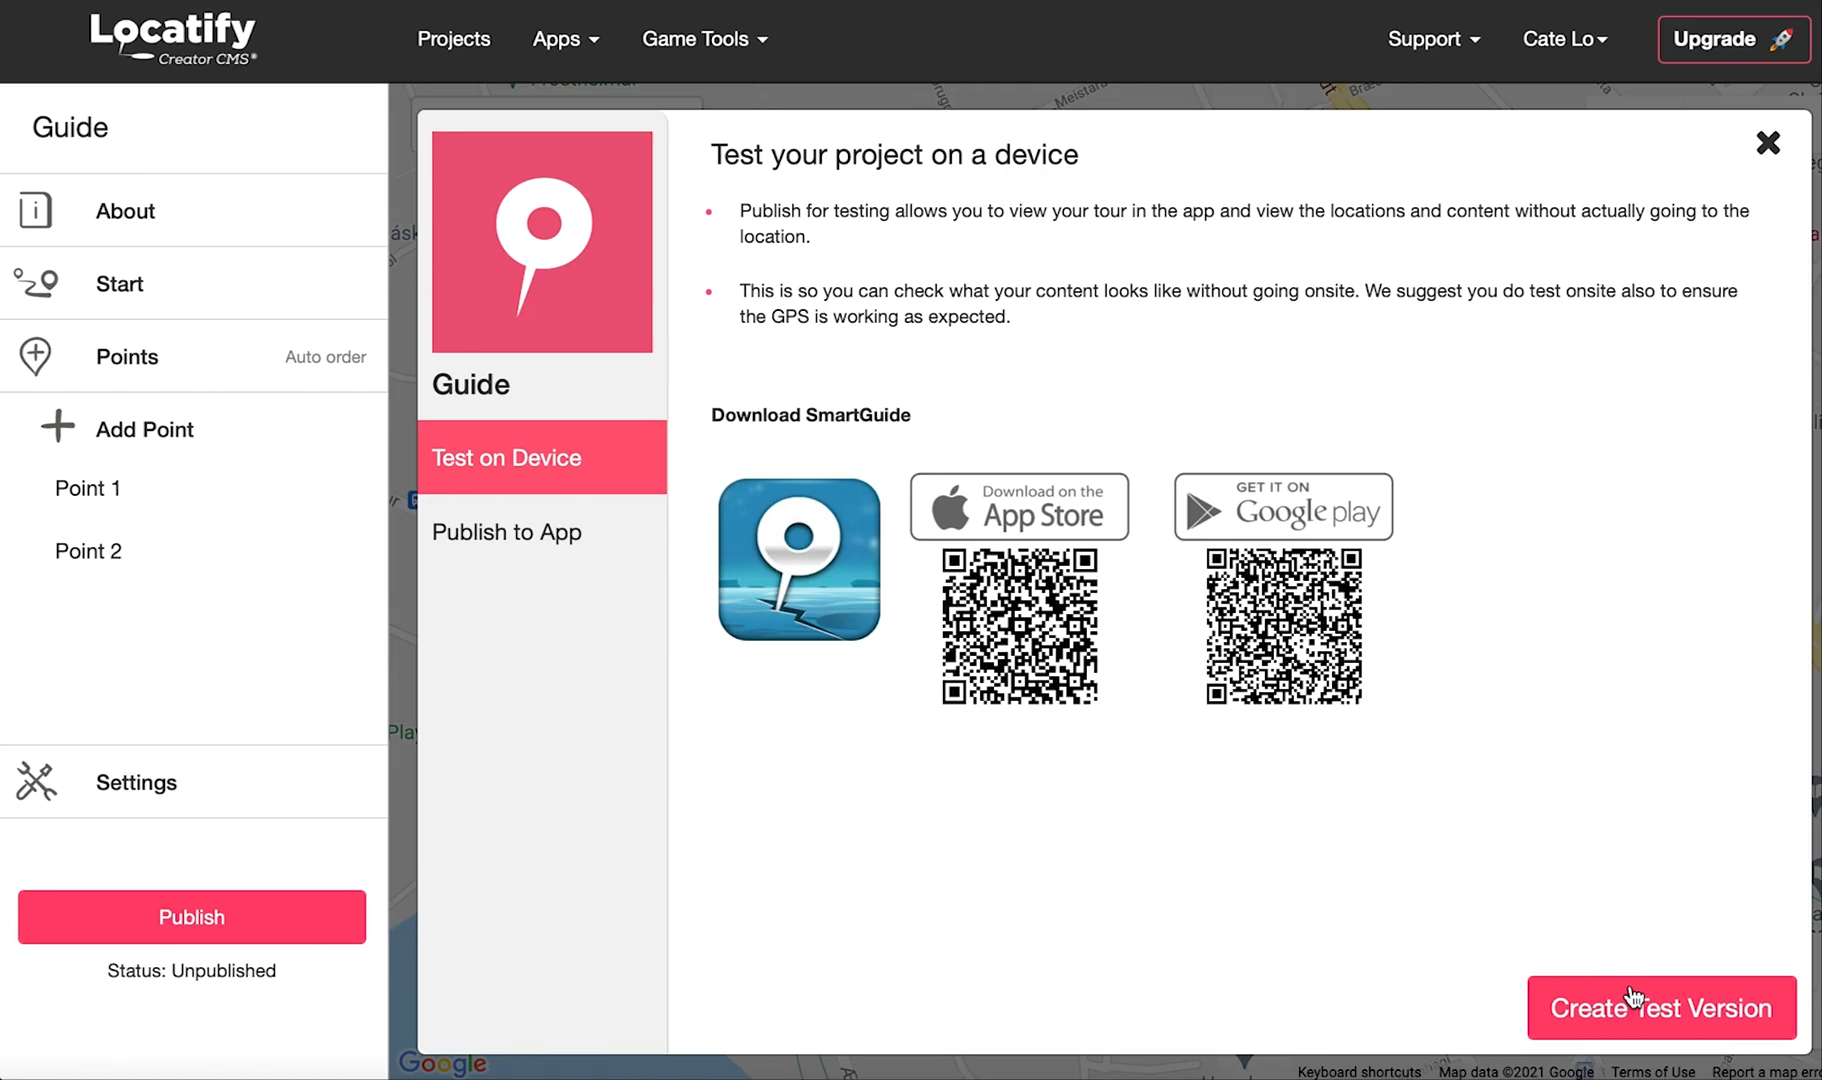 Locatify
Creator CMS®
Projects
Apps
Game Tools
Support
Cate Lo
Upgrade
Guide
About
Start
Points
Auto order
Add Point
Point 1
Point 2
Settings
Publish
Status: Unpublished
Guide
Test on Device
Publish to App
Test your project on a device
Publish for testing allows you to view your tour in the app and view the locations and content without actually going to the
location.
This is so you can check what your content looks like without going onsite. We suggest you do test onsite also to ensure
the GPS is working as expected.
Download SmartGuide
Download on the
App Store
GET IT ON
Google play
Create Test Version
Meistara
Play
Google
Keyboard shortcuts
Map data ©2021 Google
Terms of Use
Report a map erro